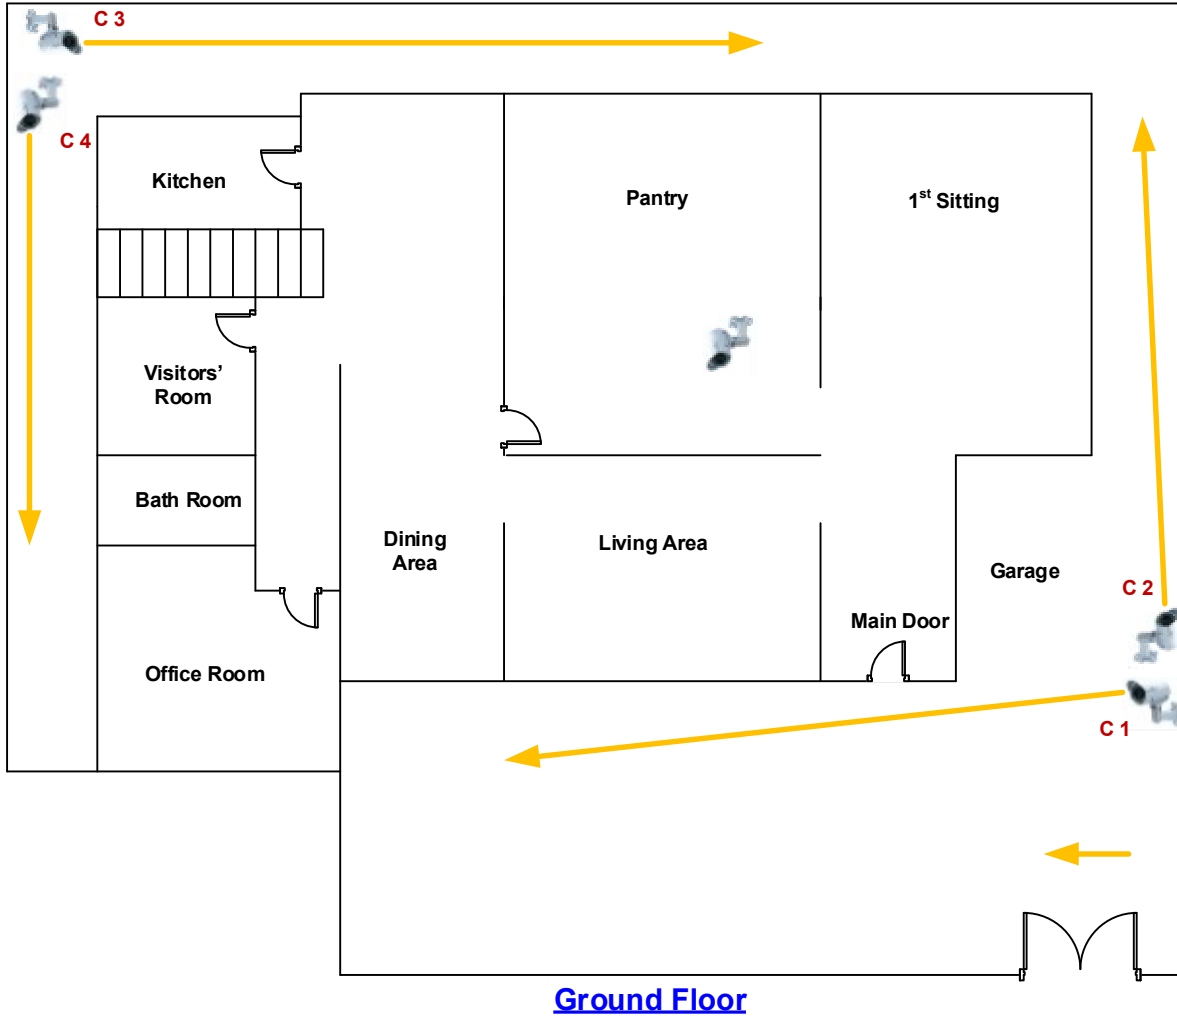 C 3
C 4
Kitchen
Pantry
1st Sitting
Visitors'
Room
Bath Room
Dining
Area
Living Area
Garage
C 2
Main Door
Office Room
C 1
Ground Floor